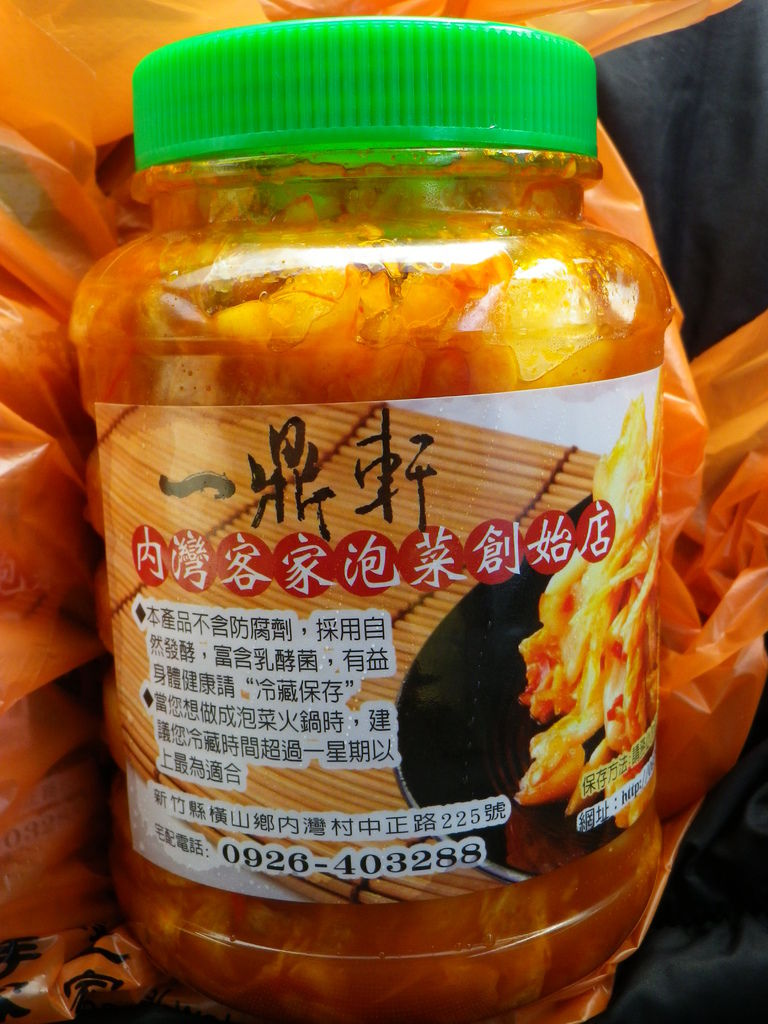 一鼎軒
內灣客家泡菜創始店
◆本產品不含防腐劑，採用自
然發酵，富含乳酵菌，有益
身體健康請“冷藏保存”
◆當您想做成泡菜火鍋時，建
議您冷藏時間超過一星期以
上最為適合
保存方法:請
網址：http:/
新竹縣橫山鄉內灣村中正路225號
宅配電話: 0926-403288